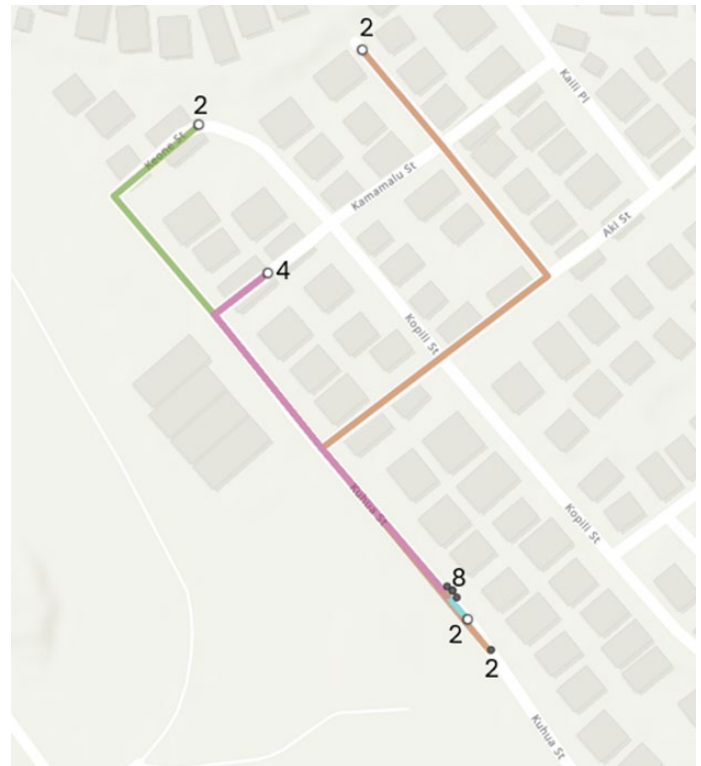 2
Kaili Pl
2
Keone St
Kamamalu St
Aki St
4
Kopili St
Kuhua St
Kopili St
8
2
2
Kuhua St